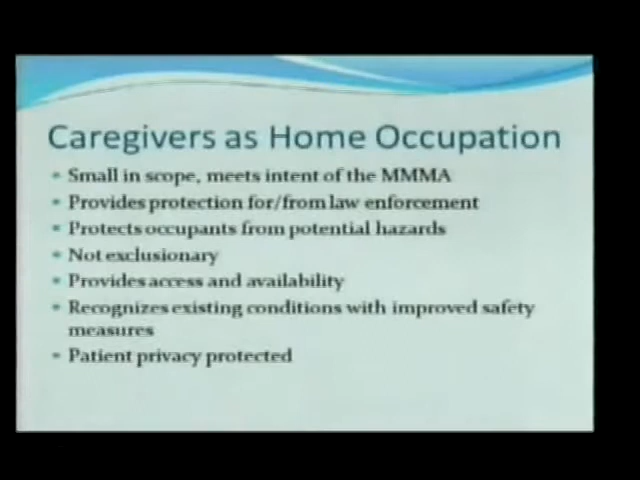 Caregivers as Home Occupation
Small in scope, meets intent of the MMMA
Provides protection for/from law enforcement
Protects occupants from potential hazards
Not exclusionary
Provides access and availability
Recognizes existing conditions with improved safety
measures
Patient privacy protected